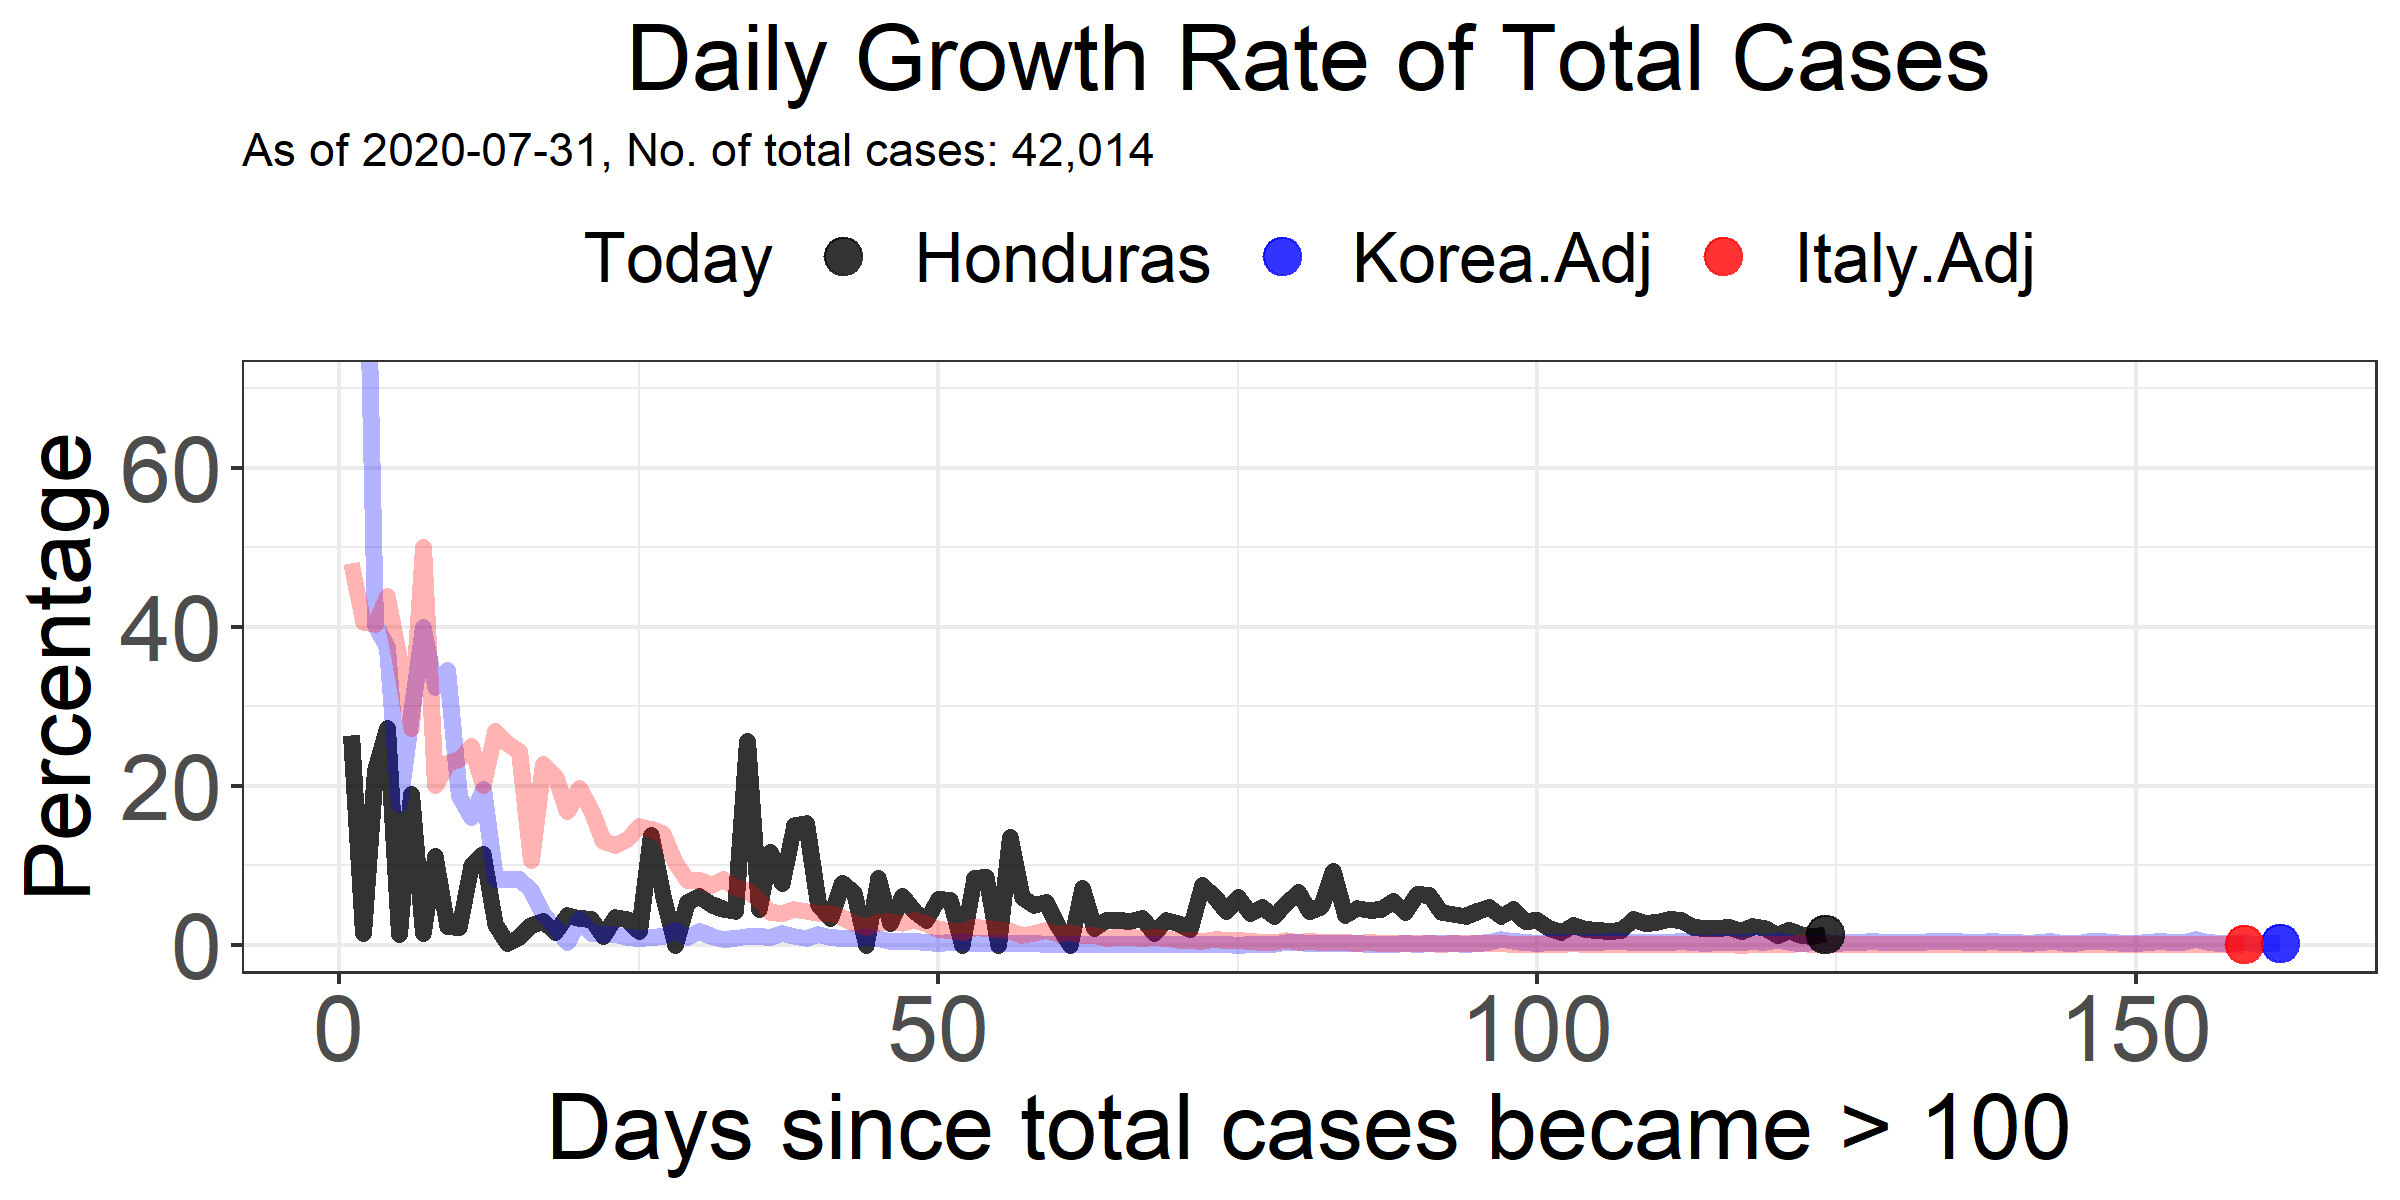 Daily Growth Rate of Total Cases
As of 2020-07-31, No. of total cases: 42,014
Today Honduras Korea.Adj Italy.Adj
Percentage
60
40
20
0
0 50 100 150
Days since total cases became > 100